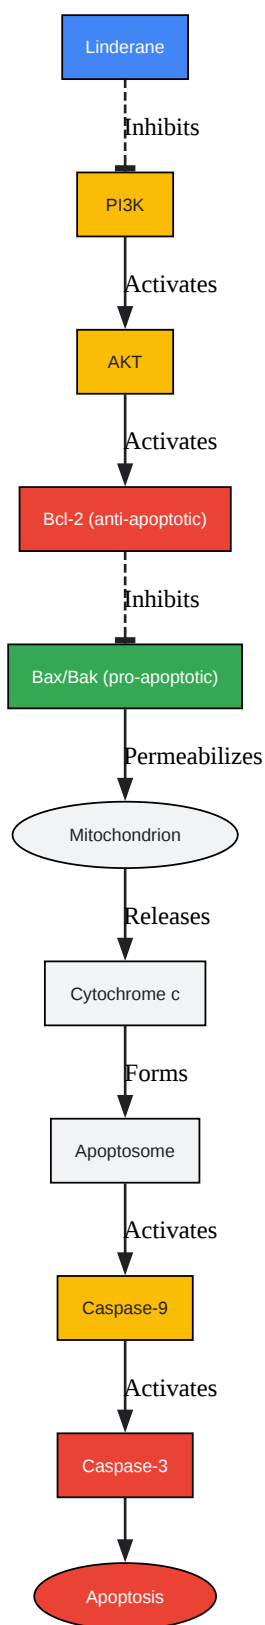 Linderane
Inhibits
PI3K
Activates
AKT
Activates
Bcl-2 (anti-apoptotic)
Inhibits
Bax/Bak (pro-apoptotic)
Permeabilizes
Mitochondrion
Releases
Cytochrome c
Forms
Apoptosome
Activates
Caspase-9
Activates
Caspase-3
Apoptosis